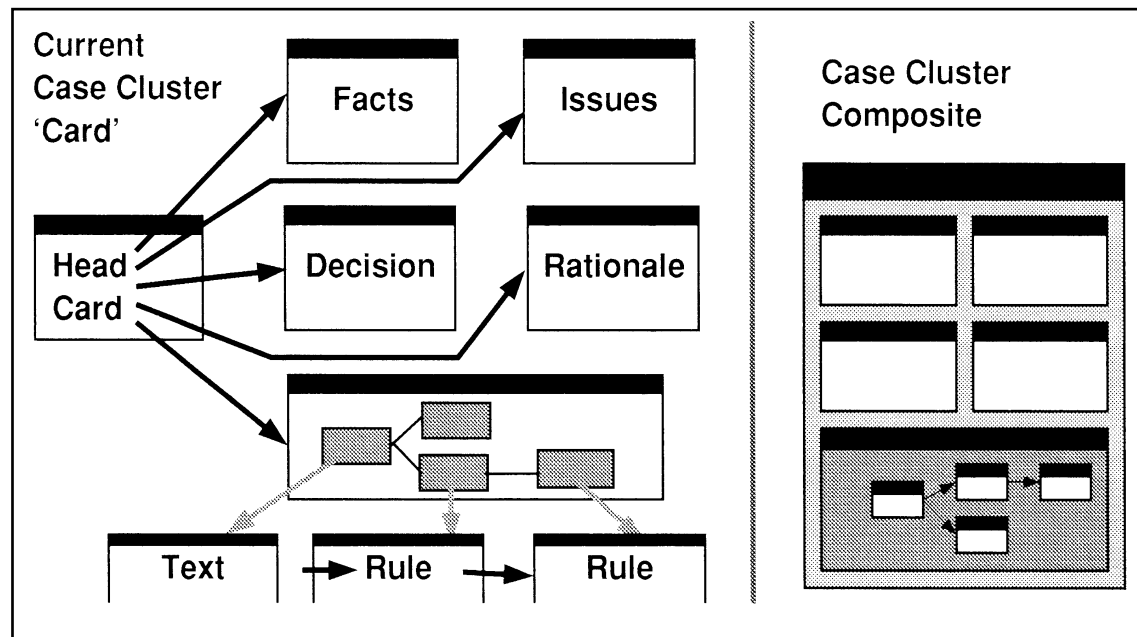 Current
Case Cluster
‘Card’
Facts
Issues
Case Cluster
Composite
Head
Card
Decision
Rationale
Text
Rule
Rule